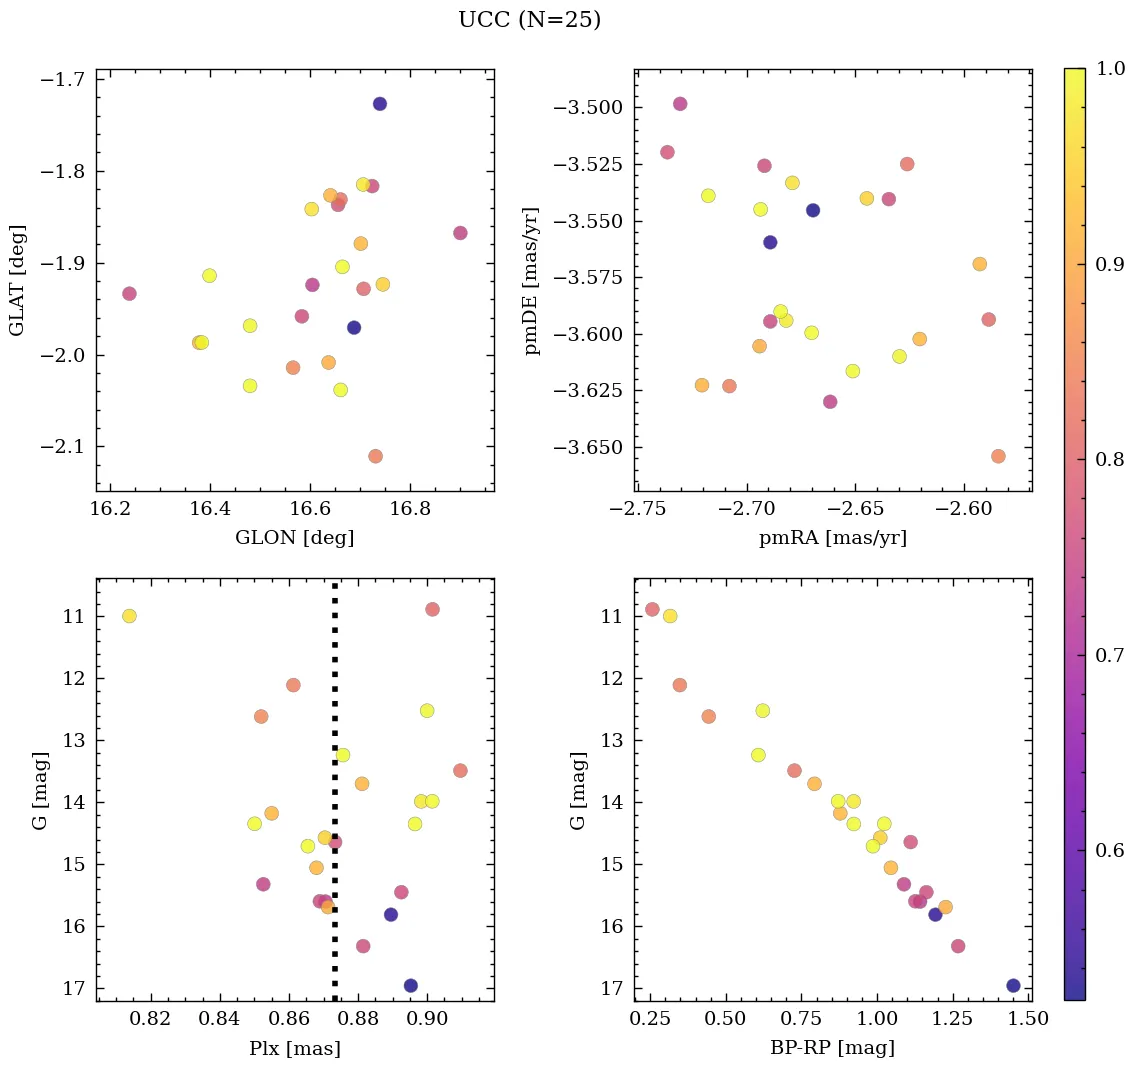 UCC (N=25)
−1.7
−1.8
−1.9
−2.0
−2.1
GLAT [deg]
16.2 16.4 16.6 16.8
GLON [deg]
−3.500
−3.525
−3.550
−3.575
−3.600
−3.625
−3.650
pmDE [mas/yr]
−2.75 −2.70 −2.65 −2.60
pmRA [mas/yr]
11
12
13
14
15
16
17
G [mag]
0.82 0.84 0.86 0.88 0.90
Plx [mas]
11
12
13
14
15
16
17
G [mag]
0.25 0.50 0.75 1.00 1.25 1.50
BP-RP [mag]
1.0
0.9
0.8
0.7
0.6